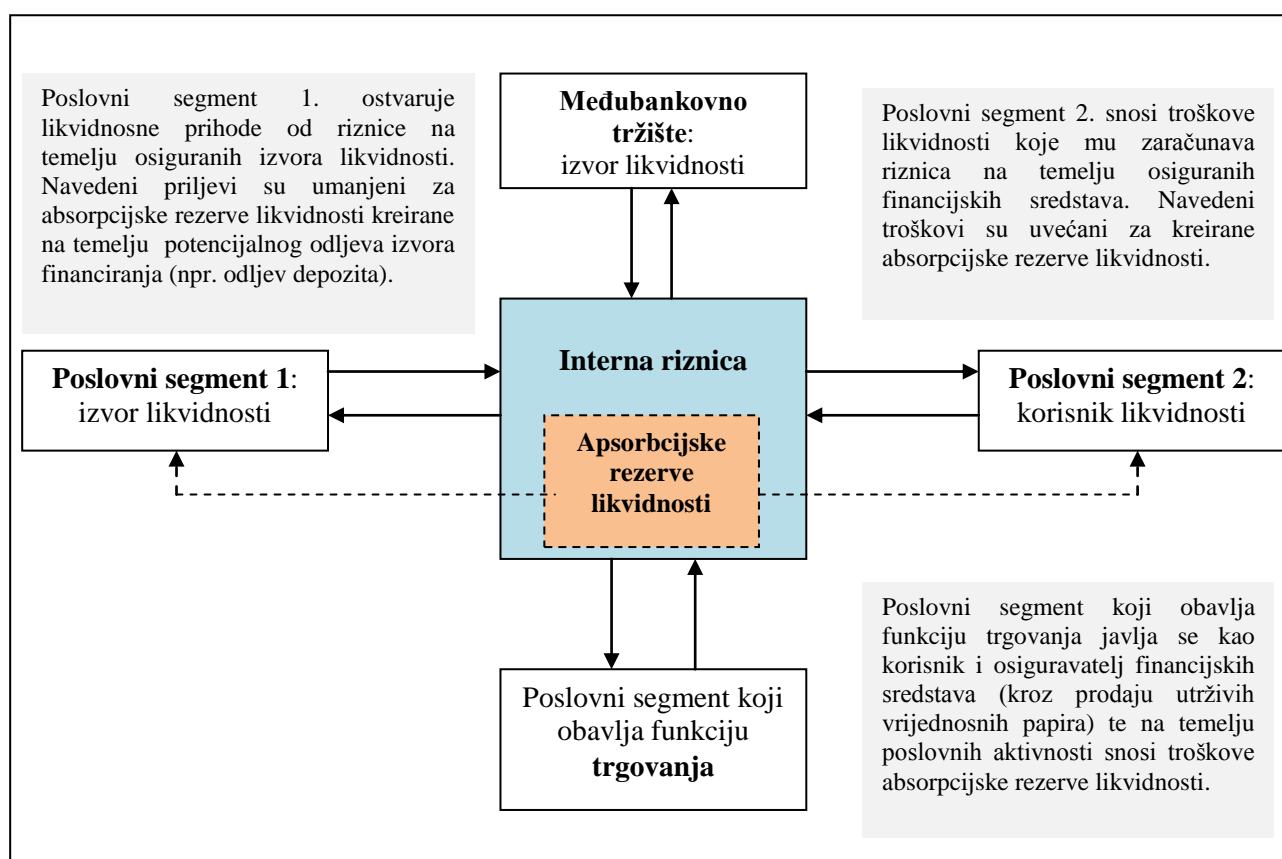 Poslovni segment 1. ostvaruje
likvidnosne prihode od riznice na
temelju osiguranih izvora likvidnosti.
Navedeni priljevi su umanjeni za
absorpcijske rezerve likvidnosti kreirane
na temelju potencijalnog odljeva izvora
financiranja (npr. odljev depozita).
Međubankovno
tržište:
izvor likvidnosti
Poslovni segment 2. snosi troškove
likvidnosti koje mu zaračunava
riznica na temelju osiguranih
financijskih sredstava. Navedeni
troškovi su uvećani za kreirane
absorpcijske rezerve likvidnosti.
Poslovni segment 1:
izvor likvidnosti
Interna riznica
Apsorbcijske
rezerve
likvidnosti
Poslovni segment 2:
korisnik likvidnosti
Poslovni segment koji
obavlja funkciju
trgovanja
Poslovni segment koji obavlja
funkciju trgovanja javlja se kao
korisnik i osiguravatelj financijskih
sredstava (kroz prodaju utrživih
vrijednosnih papira) te na temelju
poslovnih aktivnosti snosi troškove
absorpcijske rezerve likvidnosti.